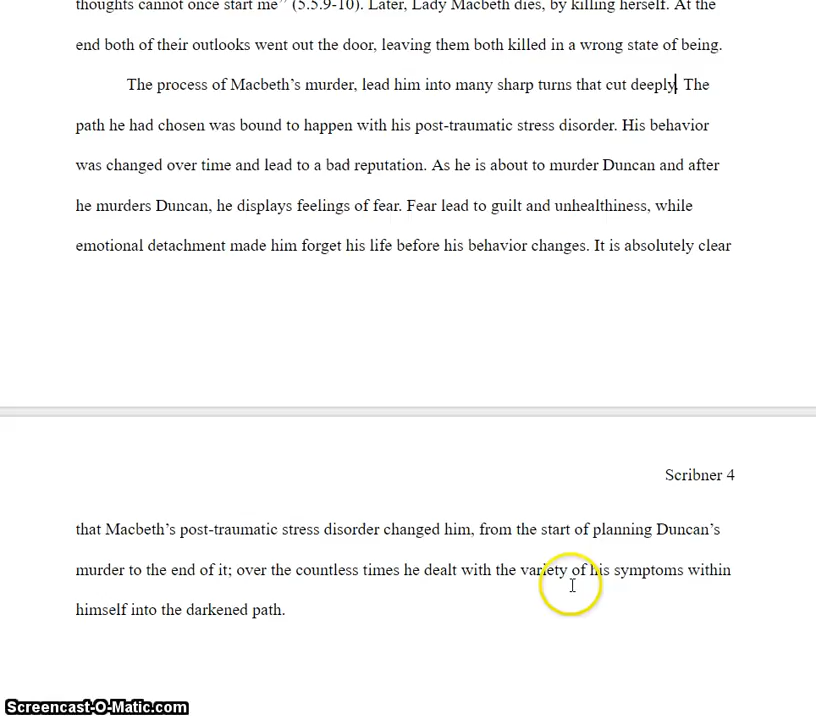 thoughts cannot once start me" (5.5.9-10). Later, Lady Macbeth dies, by killing herself. At the
end both of their outlooks went out the door, leaving them both killed in a wrong state of being.
The process of Macbeth's murder, lead him into many sharp turns that cut deeply. The
path he had chosen was bound to happen with his post-traumatic stress disorder. His behavior
was changed over time and lead to a bad reputation. As he is about to murder Duncan and after
he murders Duncan, he displays feelings of fear. Fear lead to guilt and unhealthiness, while
emotional detachment made him forget his life before his behavior changes. It is absolutely clear
Scribner 4
that Macbeth's post-traumatic stress disorder changed him, from the start of planning Duncan's
murder to the end of it; over the countless times he dealt with the variety of his symptoms within
himself into the darkened path.
Screencast-O-Matic.com